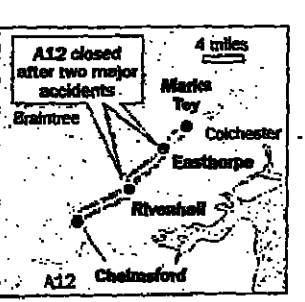 A12 closed
after two major
accidents
4 miles
Marks
Tey
Braintree
Colchester
Easthorpe
Rivenhall
Chelmsford
A12